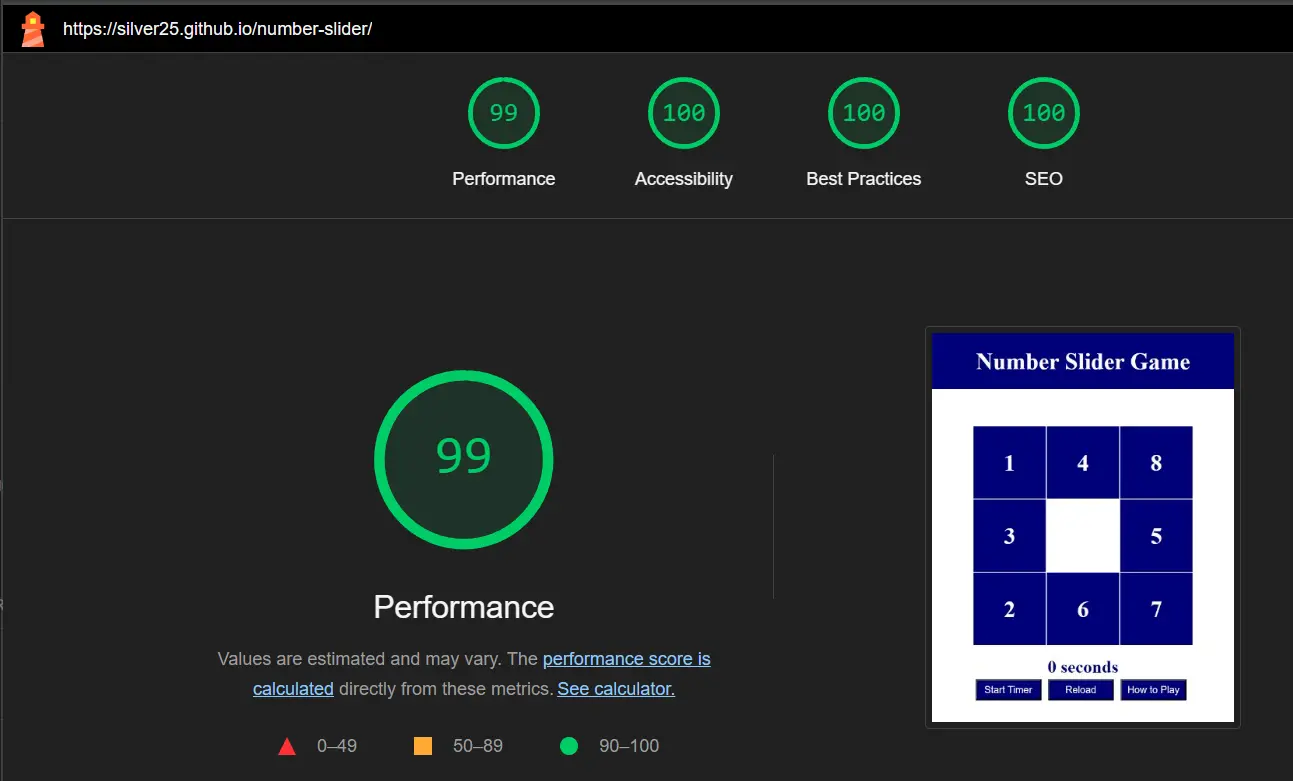 https://silver25.github.io/number-slider/
99
100
100
100
Performance
Accessibility
Best Practices
SEO
99
Performance
Values are estimated and may vary. The performance score is
calculated directly from these metrics. See calculator.
0–49
50–89
90–100
Number Slider Game
1 4 8
3 5
2 6 7
0 seconds
Start Timer
Reload
How to Play